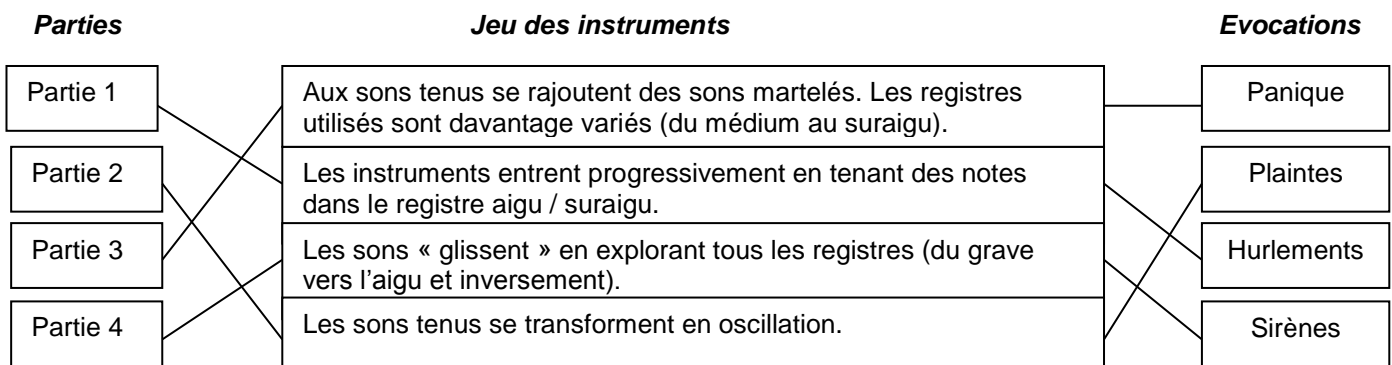 Parties Jeu des instruments Evocations
Partie 1
Partie 2
Partie 3
Partie 4
Aux sons tenus se rajoutent des sons martelés. Les registres
utilisés sont davantage variés (du médium au suraigu).
Les instruments entrent progressivement en tenant des notes
dans le registre aigu / suraigu.
Les sons « glissent » en explorant tous les registres (du grave
vers l'aigu et inversement).
Les sons tenus se transforment en oscillation.
Panique
Plaintes
Hurlements
Sirènes